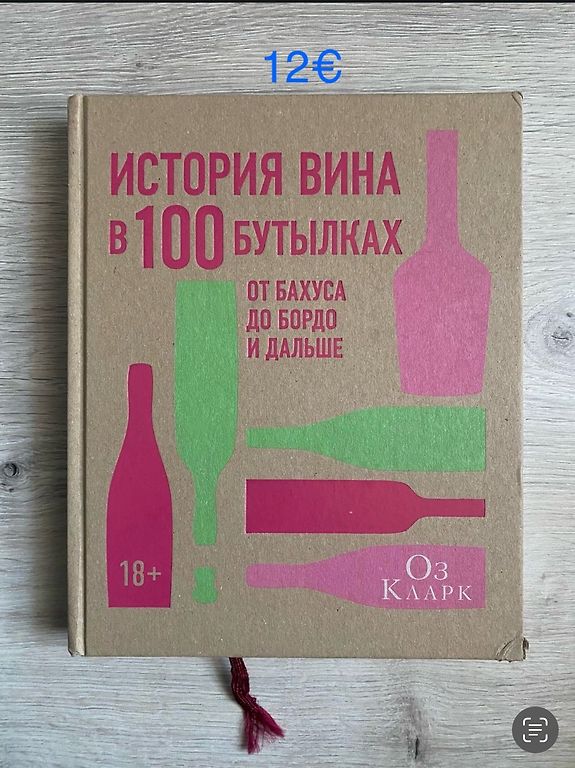 12€
ИСТОРИЯ ВИНА
В 100 БУТЫЛКАХ
ОТ БАХУСА
ДО БОРДО
И ДАЛЬШЕ
18+
Оз
Кларк